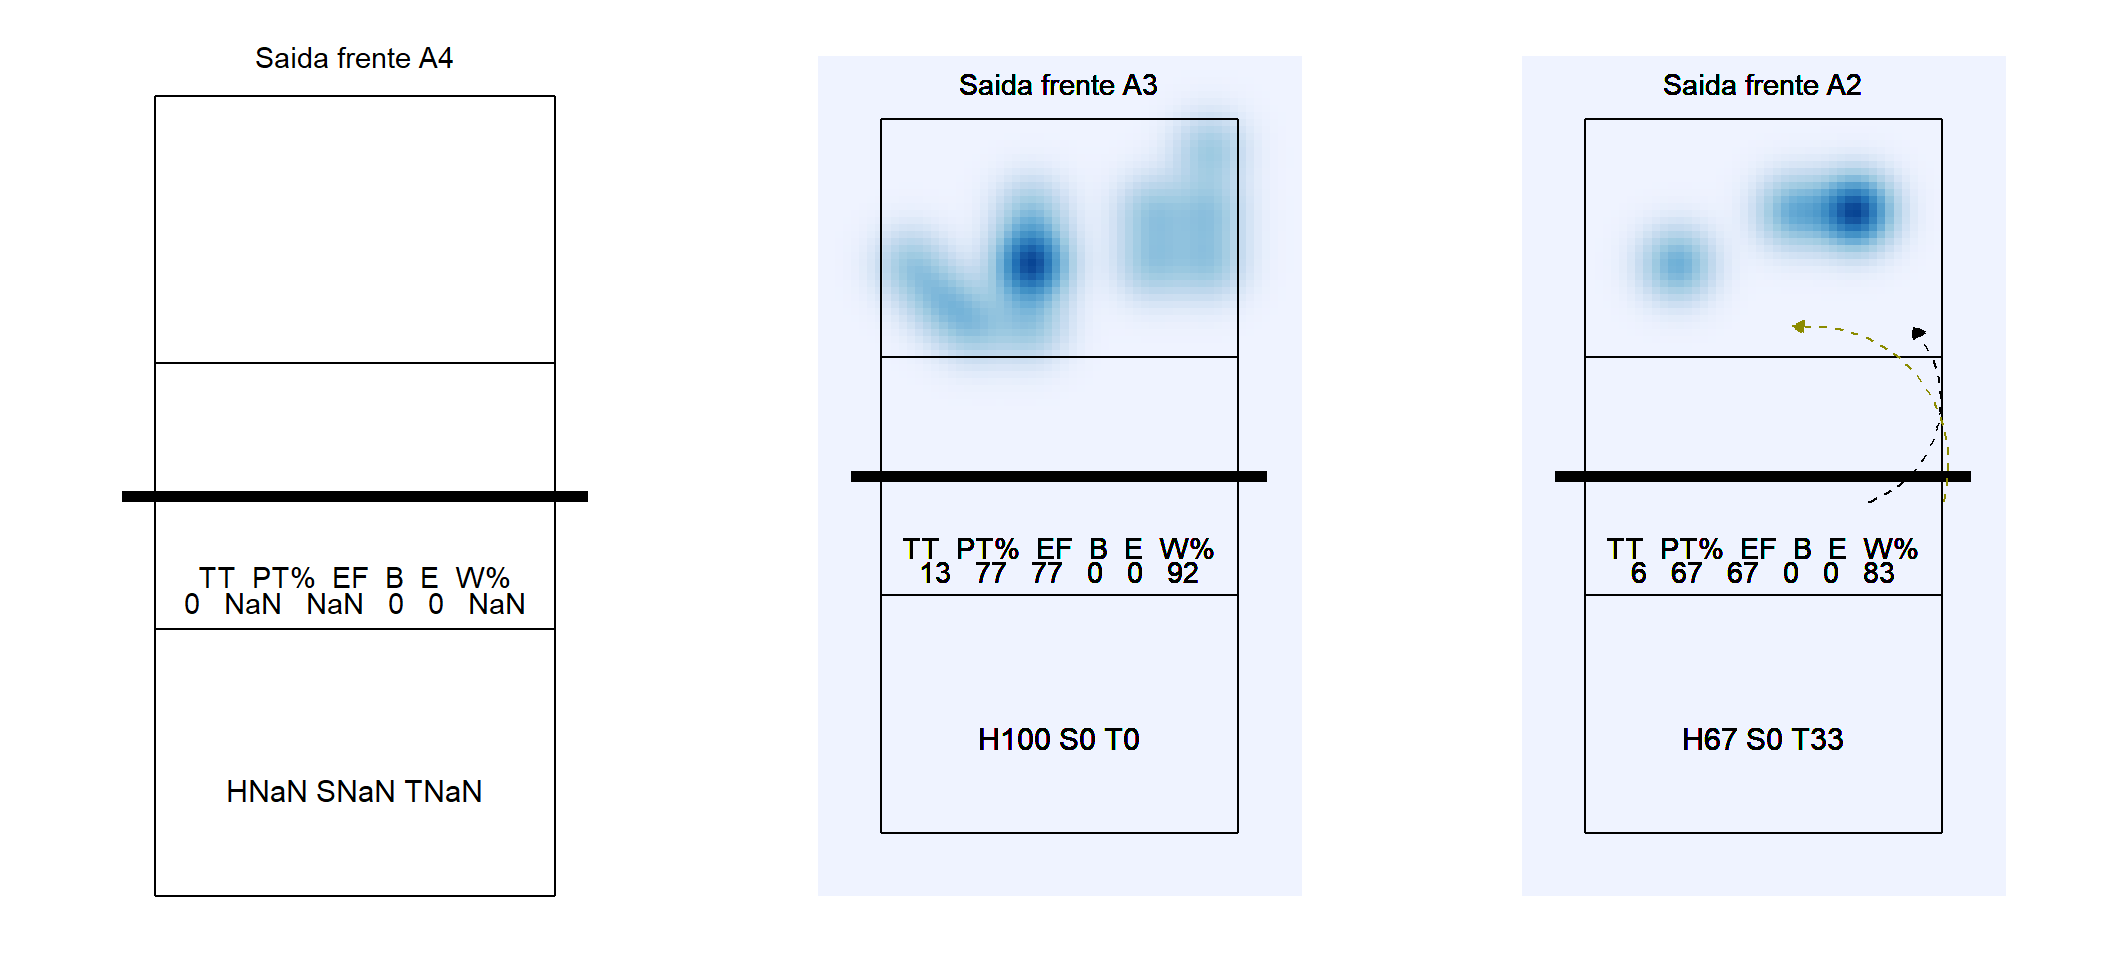 Saida frente A4
TT PT% EF B E W%
0 NaN NaN 0 0 NaN
HNaN SNaN TNaN
Saida frente A3
TT PT% EF B E W%
13 77 77 0 0 92
H100 S0 T0
Saida frente A2
TT PT% EF B E W%
6 67 67 0 0 83
H67 S0 T33